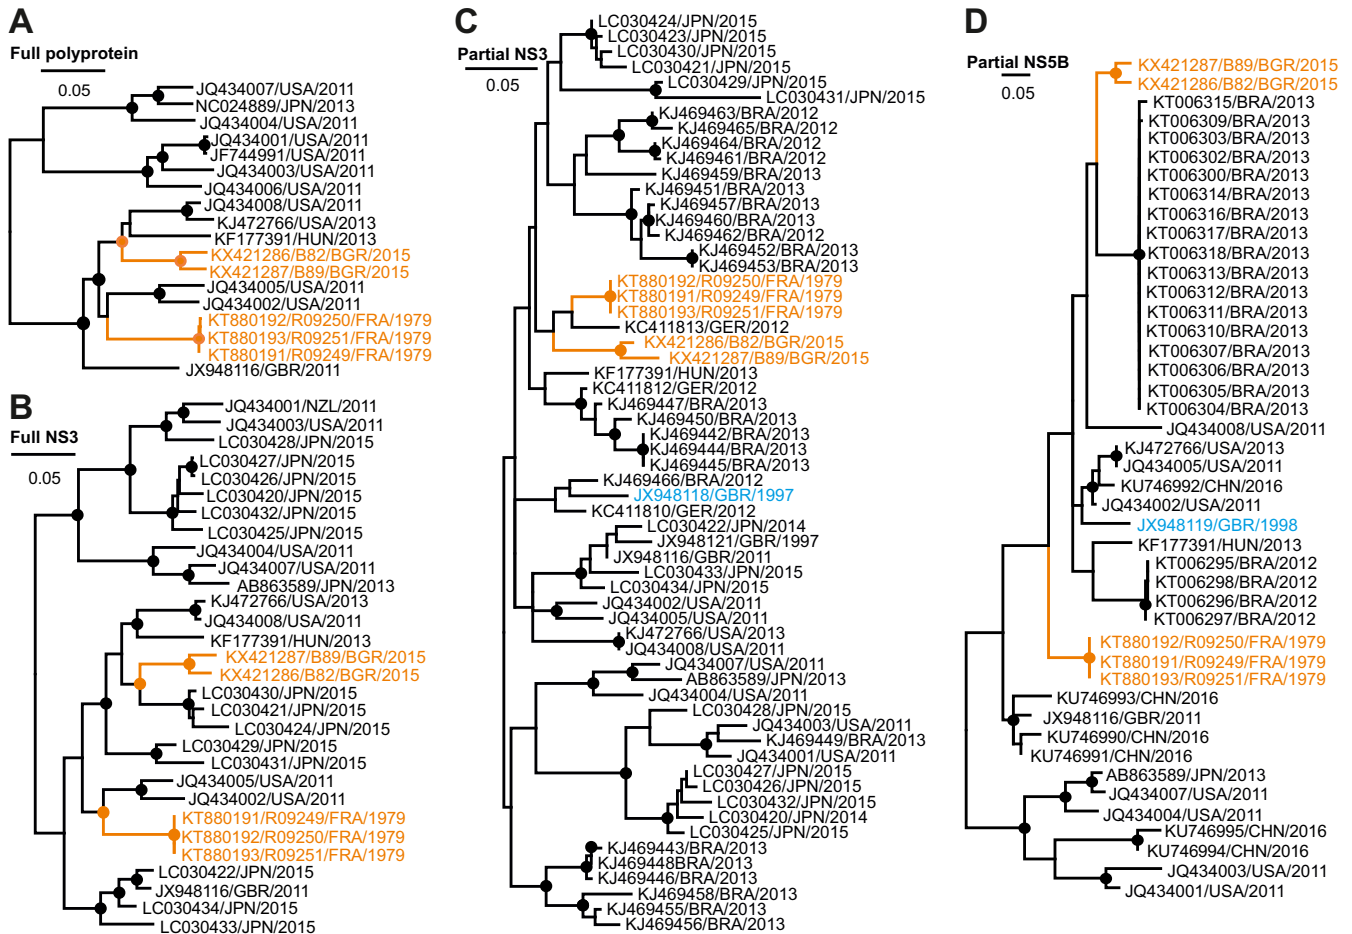 A
Full polyprotein
0.05
JQ434007/USA/2011
NC024889/JPN/2013
JQ434004/USA/2011
JQ434001/USA/2011
JF744991/USA/2011
JQ434003/USA/2011
JQ434006/USA/2011
JQ434008/USA/2011
KJ472766/USA/2013
KF177391/HUN/2013
KX421286/B82/BGR/2015
KX421287/B89/BGR/2015
JQ434005/USA/2011
JQ434002/USA/2011
KT880192/R09250/FRA/1979
KT880193/R09251/FRA/1979
KT880191/R09249/FRA/1979
JX948116/GBR/2011
B
Full NS3
0.05
JQ434001/NZL/2011
JQ434003/USA/2011
LC030428/JPN/2015
LC030427/JPN/2015
LC030426/JPN/2015
LC030420/JPN/2015
LC030432/JPN/2015
LC030425/JPN/2015
JQ434004/USA/2011
JQ434007/USA/2011
AB863589/JPN/2013
KJ472766/USA/2013
JQ434008/USA/2011
KF177391/HUN/2013
KX421287/B89/BGR/2015
KX421286/B82/BGR/2015
LC030430/JPN/2015
LC030421/JPN/2015
LC030424/JPN/2015
LC030429/JPN/2015
LC030431/JPN/2015
JQ434005/USA/2011
JQ434002/USA/2011
KT880191/R09249/FRA/1979
KT880192/R09250/FRA/1979
KT880193/R09251/FRA/1979
LC030422/JPN/2015
JX948116/GBR/2011
LC030434/JPN/2015
LC030433/JPN/2015
C
Partial NS3
0.05
LC030424/JPN/2015
LC030423/JPN/2015
LC030430/JPN/2015
LC030421/JPN/2015
LC030429/JPN/2015
LC030431/JPN/2015
KJ469463/BRA/2012
KJ469465/BRA/2012
KJ469464/BRA/2012
KJ469461/BRA/2012
KJ469459/BRA/2013
KJ469451/BRA/2013
KJ469457/BRA/2013
KJ469460/BRA/2013
KJ469462/BRA/2012
KJ469452/BRA/2013
KJ469453/BRA/2013
KT880192/R09250/FRA/1979
KT880191/R09249/FRA/1979
KT880193/R09251/FRA/1979
KC411813/GER/2012
KX421286/B82/BGR/2015
KX421287/B89/BGR/2015
KF177391/HUN/2013
KC411812/GER/2012
KJ469447/BRA/2013
KJ469450/BRA/2013
KJ469442/BRA/2013
KJ469444/BRA/2013
KJ469445/BRA/2013
KJ469466/BRA/2012
JX948118/GBR/1997
KC411810/GER/2012
LC030422/JPN/2014
JX948121/GBR/1997
JX948116/GBR/2011
LC030433/JPN/2015
LC030434/JPN/2015
JQ434002/USA/2011
JQ434005/USA/2011
KJ472766/USA/2013
JQ434008/USA/2011
JQ434007/USA/2011
AB863589/JPN/2013
JQ434004/USA/2011
LC030428/JPN/2015
JQ434003/USA/2011
KJ469449/BRA/2013
JQ434001/USA/2011
LC030427/JPN/2015
LC030426/JPN/2015
LC030432/JPN/2015
LC030420/JPN/2014
LC030425/JPN/2015
KJ469443/BRA/2013
KJ469448BRA/2013
KJ469446/BRA/2013
KJ469458/BRA/2013
KJ469455/BRA/2013
KJ469456/BRA/2013
D
Partial NS5B
0.05
KX421287/B89/BGR/2015
KX421286/B82/BGR/2015
KT006315/BRA/2013
KT006309/BRA/2013
KT006303/BRA/2013
KT006302/BRA/2013
KT006300/BRA/2013
KT006314/BRA/2013
KT006316/BRA/2013
KT006317/BRA/2013
KT006318/BRA/2013
KT006313/BRA/2013
KT006312/BRA/2013
KT006311/BRA/2013
KT006310/BRA/2013
KT006307/BRA/2013
KT006306/BRA/2013
KT006305/BRA/2013
KT006304/BRA/2013
JQ434008/USA/2011
KJ472766/USA/2013
JQ434005/USA/2011
KU746992/CHN/2016
JQ434002/USA/2011
JX948119/GBR/1998
KF177391/HUN/2013
KT006295/BRA/2012
KT006298/BRA/2012
KT006296/BRA/2012
KT006297/BRA/2012
KT880192/R09250/FRA/1979
KT880191/R09249/FRA/1979
KT880193/R09251/FRA/1979
KU746993/CHN/2016
JX948116/GBR/2011
KU746990/CHN/2016
KU746991/CHN/2016
AB863589/JPN/2013
JQ434007/USA/2011
JQ434004/USA/2011
KU746995/CHN/2016
KU746994/CHN/2016
JQ434003/USA/2011
JQ434001/USA/2011